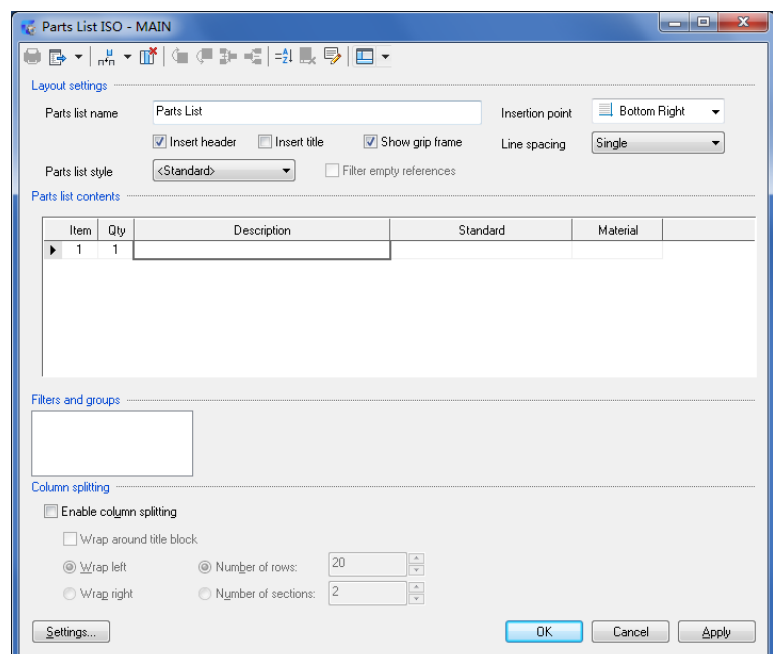 Parts List ISO - MAIN
Layout settings
Parts list name Parts List Insertion point Bottom Right
Insert header Insert title Show grip frame Line spacing Single
Parts list style <Standard> Filter empty references
Parts list contents
Item Qty Description Standard Material
1 1
Filters and groups
Column splitting
Enable column splitting
Wrap around title block
Wrap left Number of rows: 20
Wrap right Number of sections: 2
Settings... OK Cancel Apply